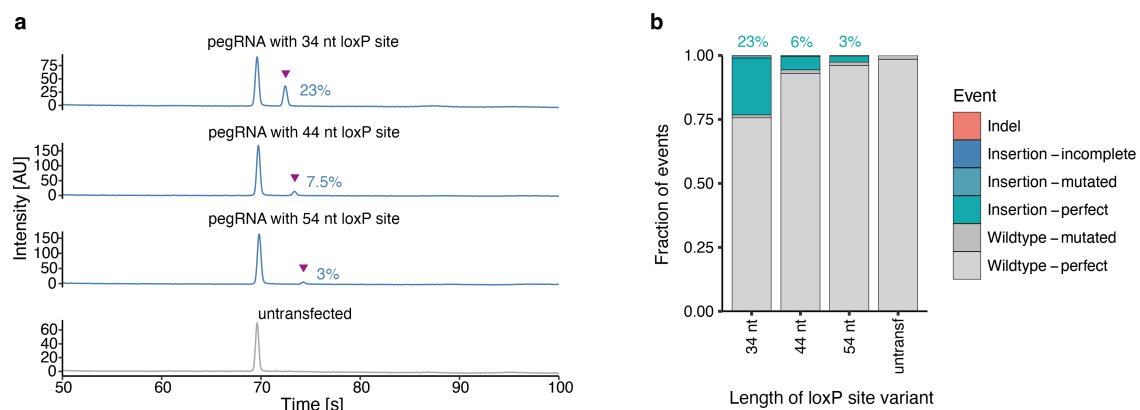 a
pegRNA with 34 nt loxP site
75
50
25
0
23%
pegRNA with 44 nt loxP site
150
100
50
0
7.5%
pegRNA with 54 nt loxP site
150
100
50
0
3%
untransfected
60
40
20
0
50
60
70
80
90
100
Time [s]
Intensity [AU]
b
23%
6%
3%
1.00
0.75
0.50
0.25
0.00
Fraction of events
34 nt
44 nt
54 nt
untransf
Length of loxP site variant
Event
Indel
Insertion−incomplete
Insertion−mutated
Insertion−perfect
Wildtype−mutated
Wildtype−perfect